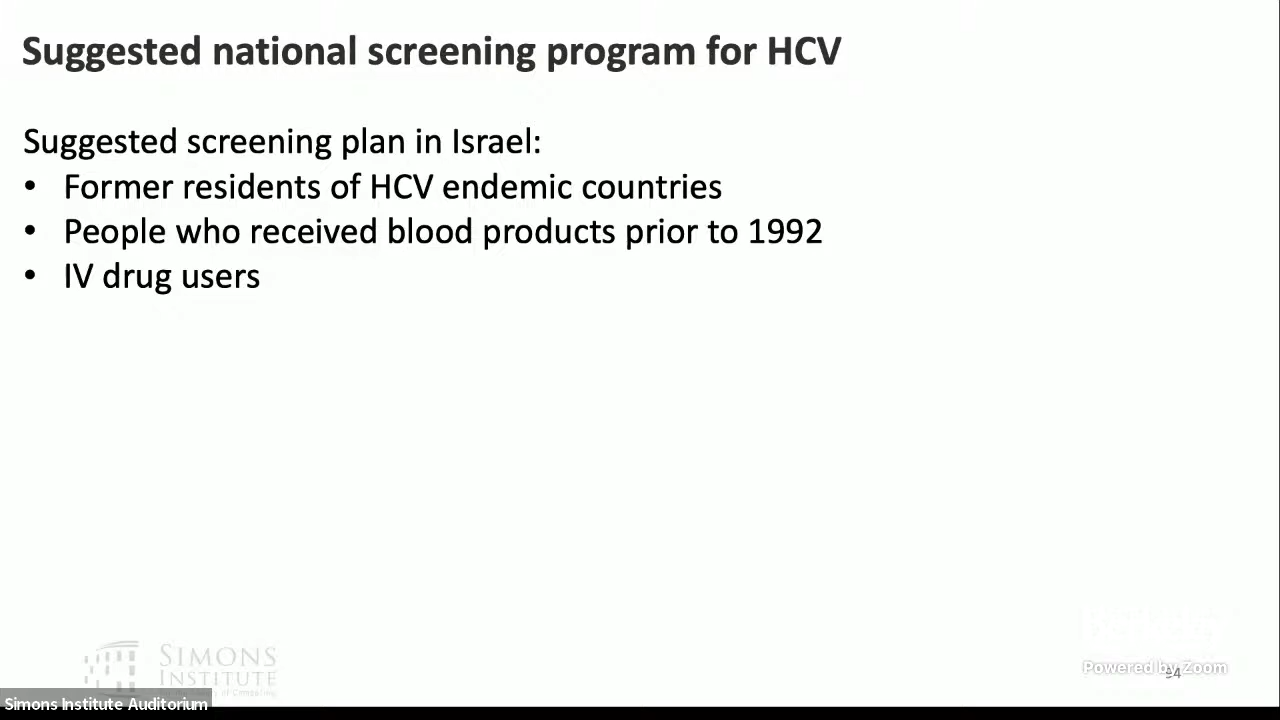 Suggested national screening program for HCV
Suggested screening plan in Israel:
• Former residents of HCV endemic countries
• People who received blood products prior to 1992
• IV drug users
SIMONS
INSTITUTE
Powered by Zoom
94
Simons Institute Auditorium